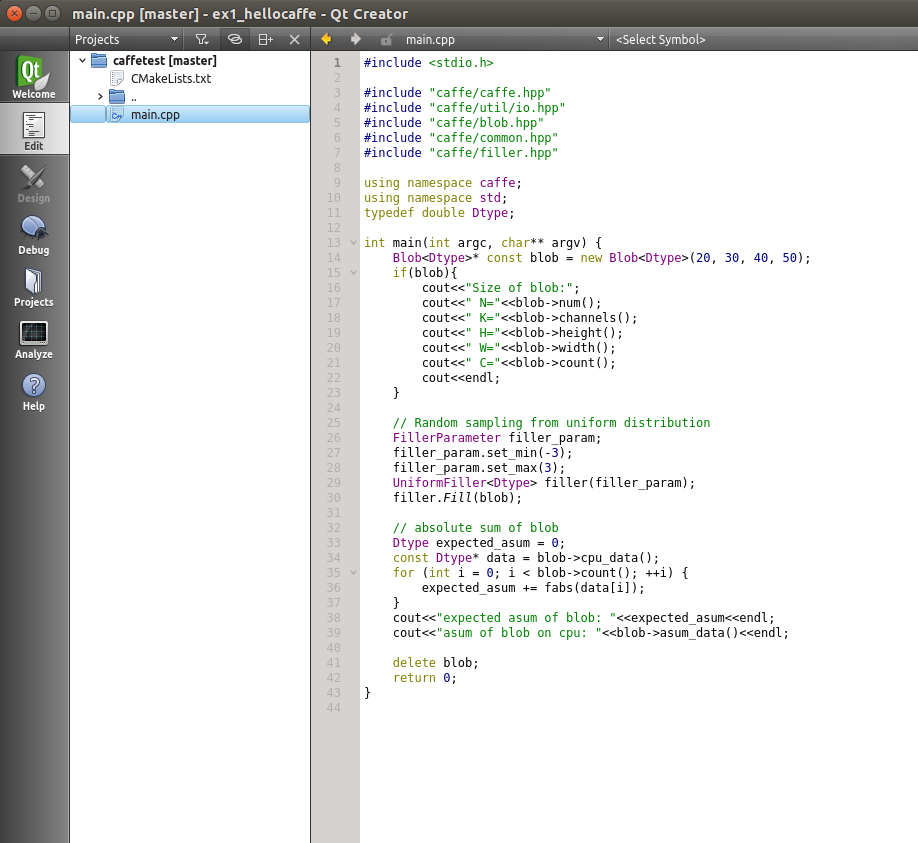 main.cpp [master] - ex1_hellocaffe - Qt Creator
Projects
main.cpp
<Select Symbol>
Qt
Welcome
Edit
Design
Debug
Projects
Analyze
?
Help
caffetest [master]
CMakeLists.txt
..
main.cpp
1 #include <stdio.h>
2
3 #include "caffe/caffe.hpp"
4 #include "caffe/util/io.hpp"
5 #include "caffe/blob.hpp"
6 #include "caffe/common.hpp"
7 #include "caffe/filler.hpp"
8
9 using namespace caffe;
10 using namespace std;
11 typedef double Dtype;
12
13 int main(int argc, char** argv) {
14     Blob<Dtype>* const blob = new Blob<Dtype>(20, 30, 40, 50);
15     if(blob){
16         cout<<"Size of blob:";
17         cout<<" N="<<blob->num();
18         cout<<" K="<<blob->channels();
19         cout<<" H="<<blob->height();
20         cout<<" W="<<blob->width();
21         cout<<" C="<<blob->count();
22         cout<<endl;
23     }
24
25     // Random sampling from uniform distribution
26     FillerParameter filler_param;
27     filler_param.set_min(-3);
28     filler_param.set_max(3);
29     UniformFiller<Dtype> filler(filler_param);
30     filler.Fill(blob);
31
32     // absolute sum of blob
33     Dtype expected_asum = 0;
34     const Dtype* data = blob->cpu_data();
35     for (int i = 0; i < blob->count(); ++i) {
36         expected_asum += fabs(data[i]);
37     }
38     cout<<"expected asum of blob: "<<expected_asum<<endl;
39     cout<<"asum of blob on cpu: "<<blob->asum_data()<<endl;
40
41     delete blob;
42     return 0;
43 }
44